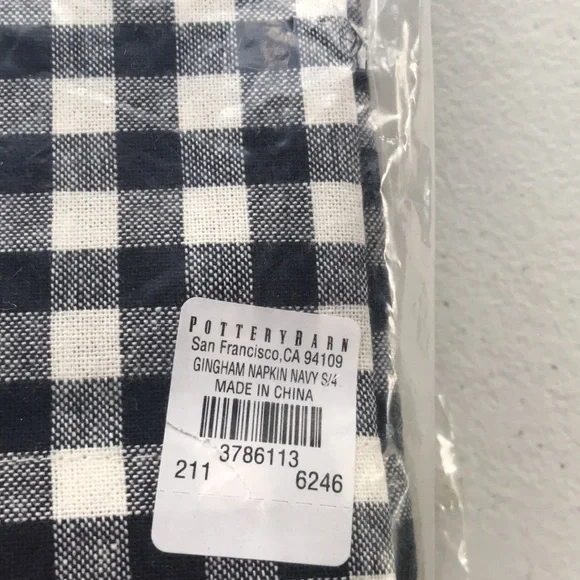 POTTERYBARN
San Francisco,CA 94109
GINGHAM NAPKIN NAVY S/4
MADE IN CHINA
3786113
211 6246